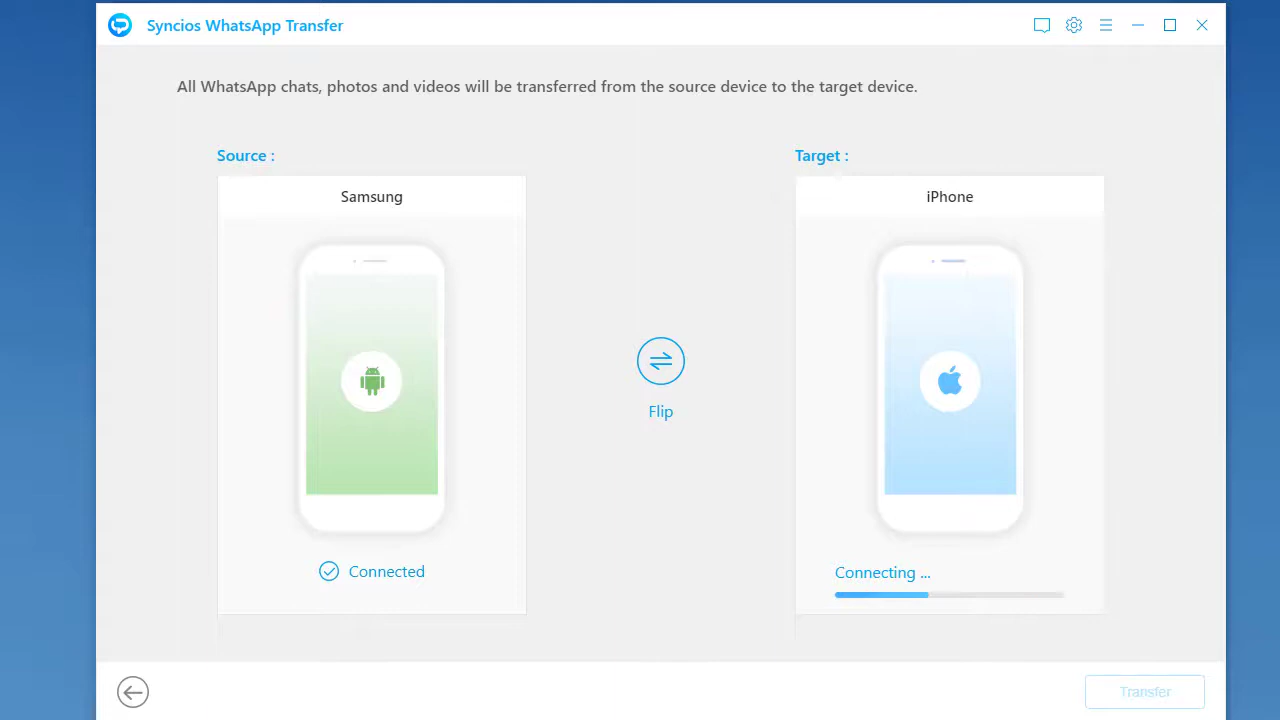 Syncios WhatsApp Transfer
All WhatsApp chats, photos and videos will be transferred from the source device to the target device.
Source :
Target :
Samsung
iPhone
Flip
Connected
Connecting ...
Transfer